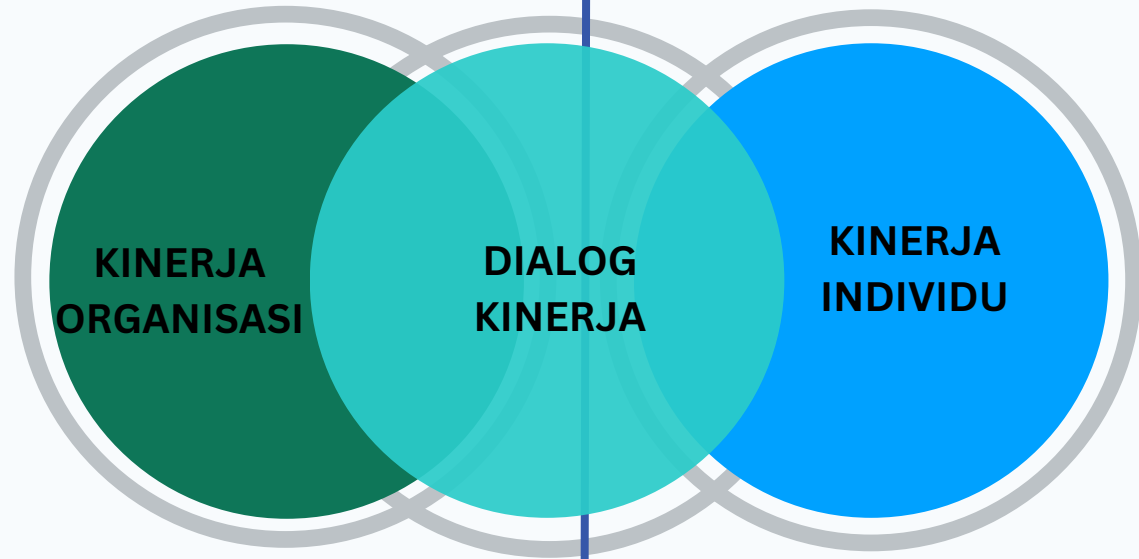 KINERJA
ORGANISASI
DIALOG
KINERJA
KINERJA
INDIVIDU